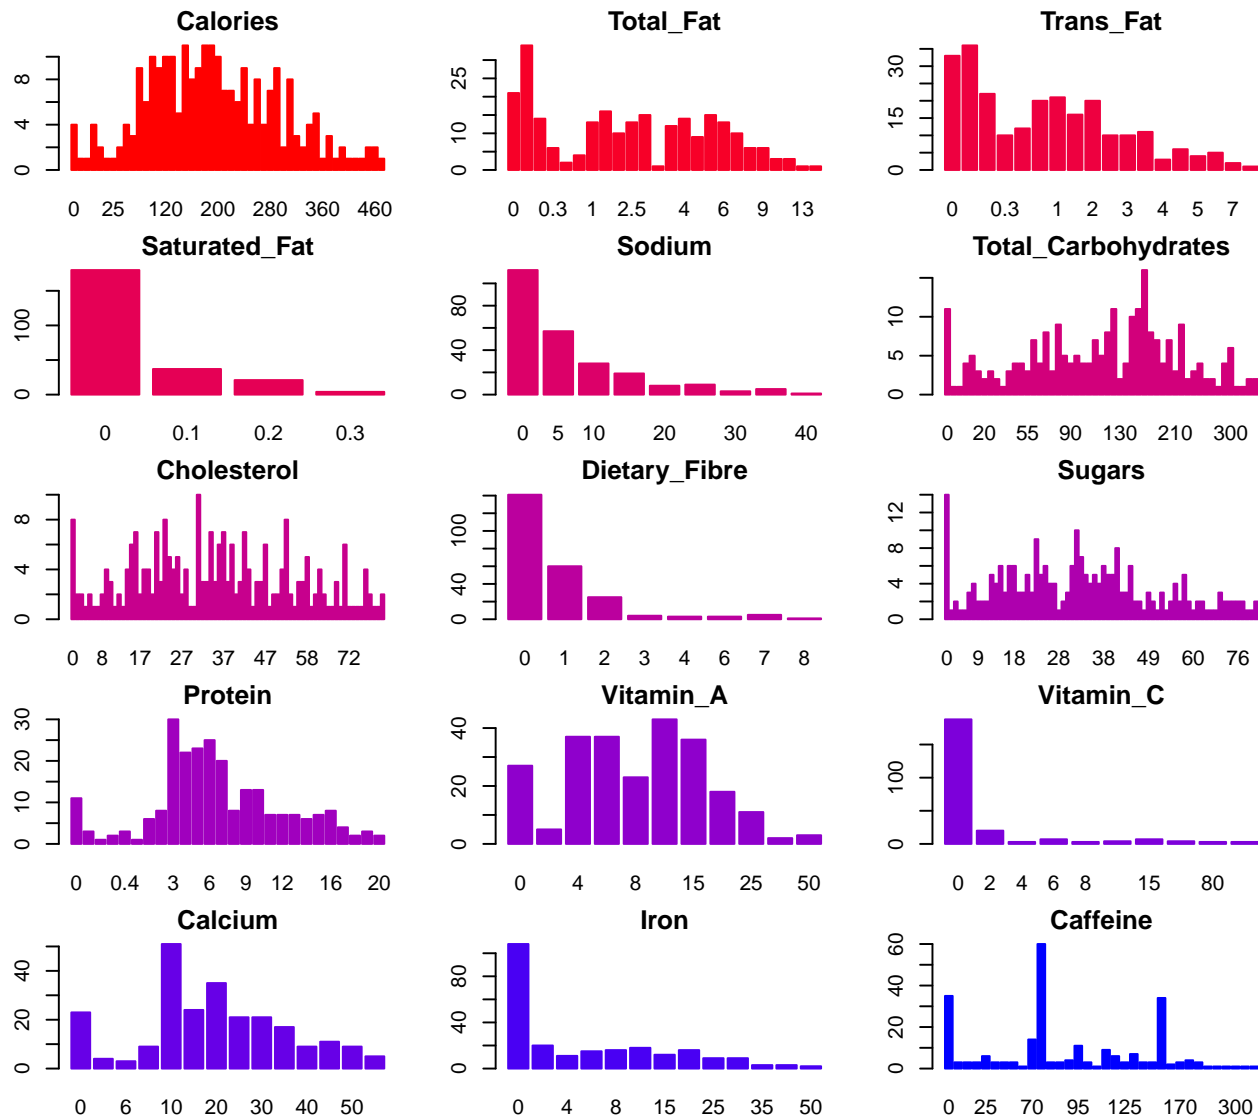 Calories
Total_Fat
Trans_Fat
0 4 8
0 10 25
0 15 30
0 25 120 200 280 360 460
0 0.3 1 2.5 4 6 9 13
0 0.3 1 2 3 4 5 7
Saturated_Fat
Sodium
Total_Carbohydrates
0 100
0 40 80
0 5 10
0 0.1 0.2 0.3
0 5 10 20 30 40
0 20 55 90 130 210 300
Cholesterol
Dietary_Fibre
Sugars
0 4 8
0 40 100
0 4 8 12
0 8 17 27 37 47 58 72
0 1 2 3 4 6 7 8
0 9 18 28 38 49 60 76
Protein
Vitamin_A
Vitamin_C
0 10 20 30
0 20 40
0 100
0 0.4 3 6 9 12 16 20
0 4 8 15 25 50
0 2 4 6 8 15 80
Calcium
Iron
Caffeine
0 20 40
0 40 80
0 20 40 60
0 6 10 20 30 40 50
0 4 8 15 25 35 50
0 25 70 95 125 170 300